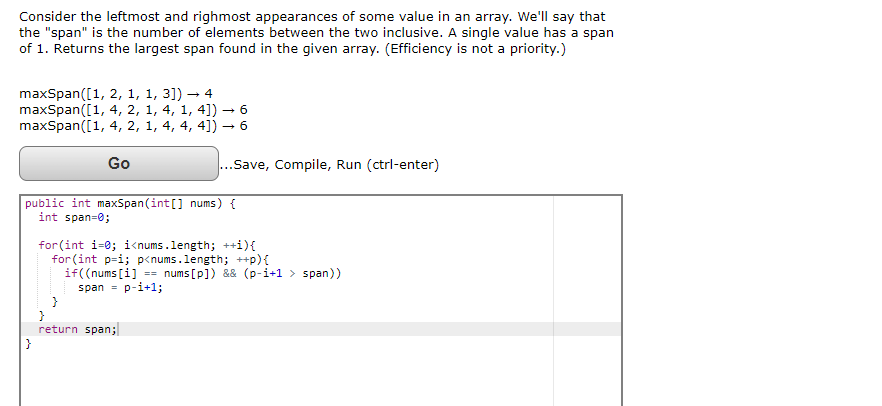 Consider the leftmost and righmost appearances of some value in an array. We'll say that
the "span" is the number of elements between the two inclusive. A single value has a span
of 1. Returns the largest span found in the given array. (Efficiency is not a priority.)
maxSpan([1, 2, 1, 1, 3]) → 4
maxSpan([1, 4, 2, 1, 4, 1, 4]) → 6
maxSpan([1, 4, 2, 1, 4, 4, 4]) → 6
Go ...Save, Compile, Run (ctrl-enter)
public int maxSpan(int[] nums) {
int span=0;
for(int i=0; i<nums.length; ++i){
for(int p=i; p<nums.length; ++p){
if((nums[i] == nums[p]) && (p-i+1 > span))
span = p-i+1;
}
}
return span;
}